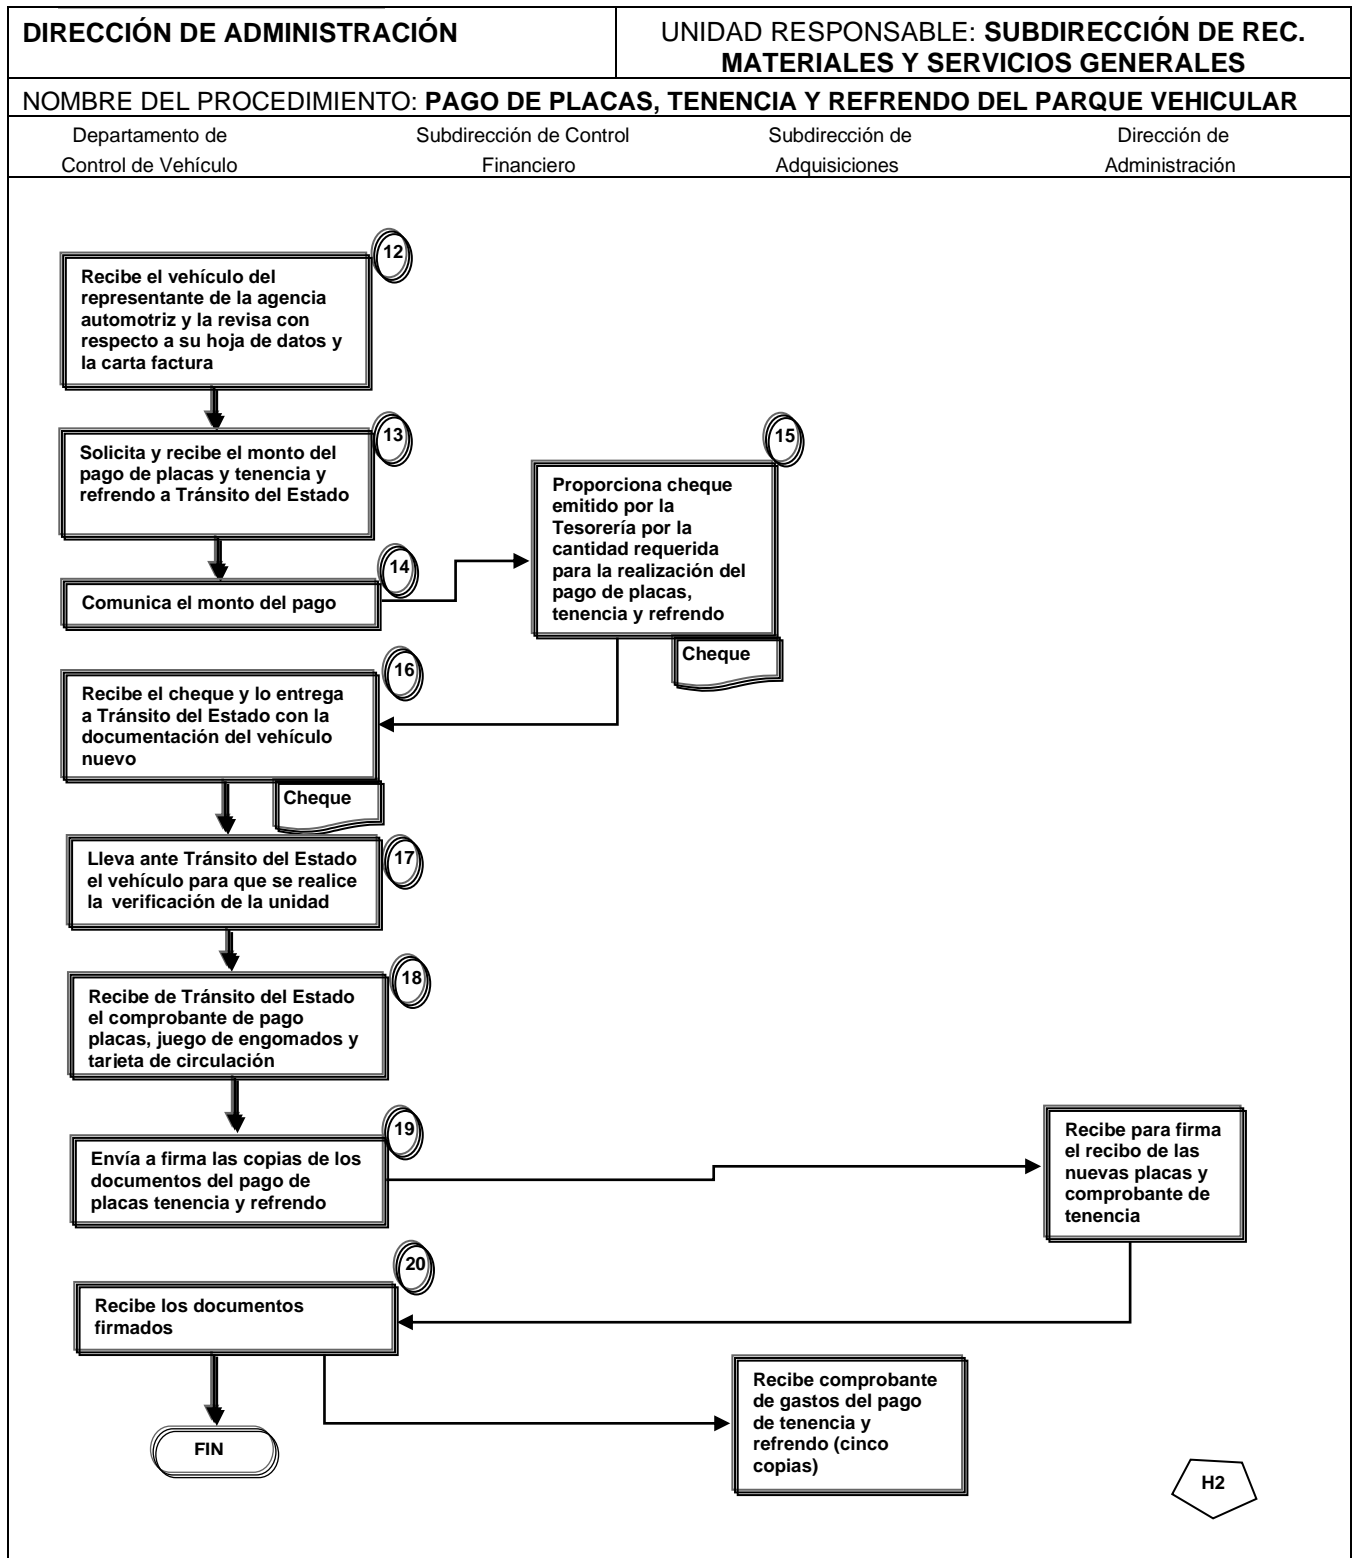 DIRECCIÓN DE ADMINISTRACIÓN
UNIDAD RESPONSABLE: SUBDIRECCIÓN DE REC.
MATERIALES Y SERVICIOS GENERALES
NOMBRE DEL PROCEDIMIENTO: PAGO DE PLACAS, TENENCIA Y REFRENDO DEL PARQUE VEHICULAR
Departamento de
Control de Vehículo
Subdirección de Control
Financiero
Subdirección de
Adquisiciones
Dirección de
Administración
12
Recibe el vehículo del
representante de la agencia
automotriz y la revisa con
respecto a su hoja de datos y
la carta factura
13
Solicita y recibe el monto del
pago de placas y tenencia y
refrendo a Tránsito del Estado
14
Comunica el monto del pago
15
Proporciona cheque
emitido por la
Tesorería por la
cantidad requerida
para la realización del
pago de placas,
tenencia y refrendo
Cheque
16
Recibe el cheque y lo entrega
a Tránsito del Estado con la
documentación del vehículo
nuevo
Cheque
17
Lleva ante Tránsito del Estado
el vehículo para que se realice
la verificación de la unidad
18
Recibe de Tránsito del Estado
el comprobante de pago
placas, juego de engomados y
tarjeta de circulación
19
Envía a firma las copias de los
documentos del pago de
placas tenencia y refrendo
Recibe para firma
el recibo de las
nuevas placas y
comprobante de
tenencia
20
Recibe los documentos
firmados
Recibe comprobante
de gastos del pago
de tenencia y
refrendo (cinco
copias)
FIN
H2